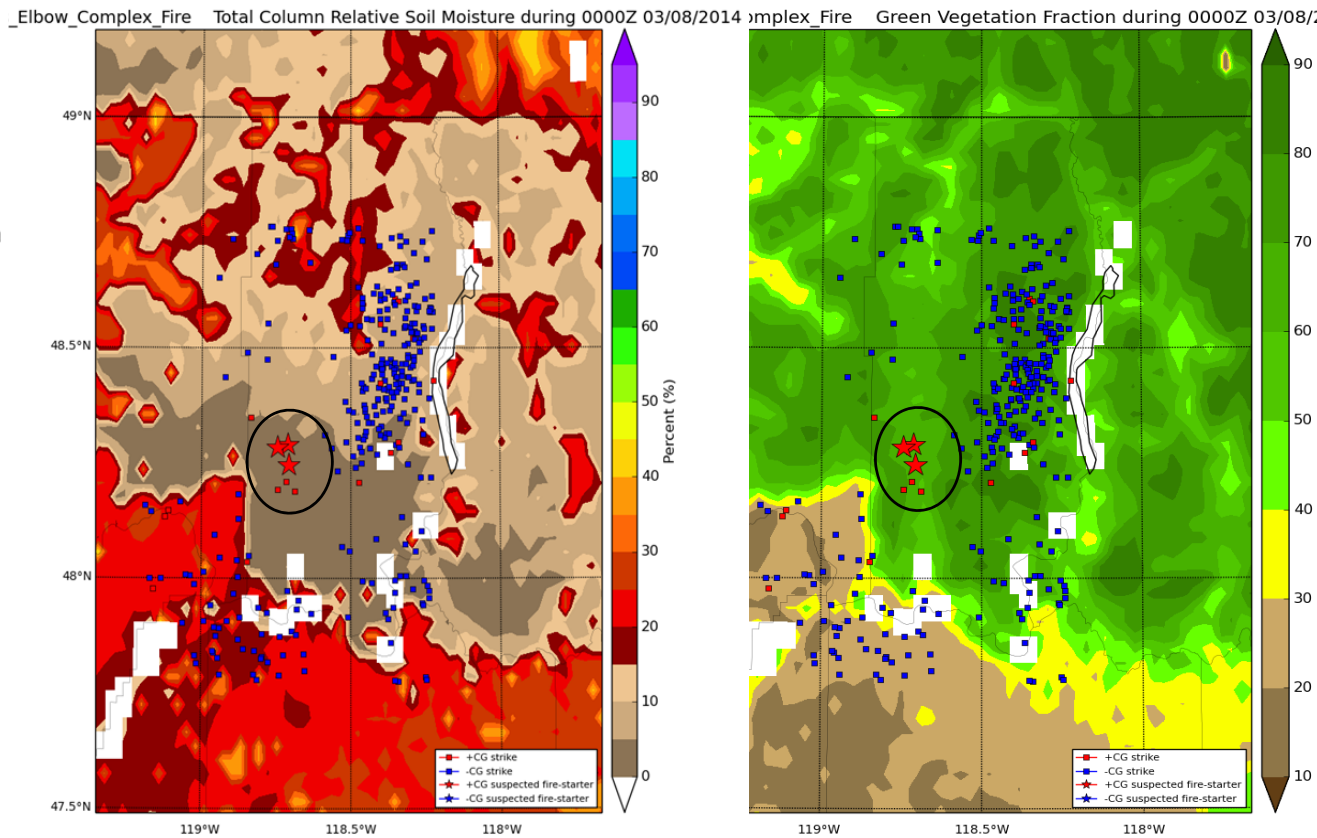 _Elbow_Complex_Fire Total Column Relative Soil Moisture during 0000Z 03/08/2014
49°N
48.5°N
48°N
47.5°N
119°W 118.5°W 118°W
90
80
70
60
50
40
30
20
10
0
Percent (%)
+CG strike
-CG strike
+CG suspected fire-starter
-CG suspected fire-starter
omplex_Fire Green Vegetation Fraction during 0000Z 03/08/2
119°W 118.5°W 118°W
90
80
70
60
50
40
30
20
10
+CG strike
-CG strike
+CG suspected fire-starter
-CG suspected fire-starter